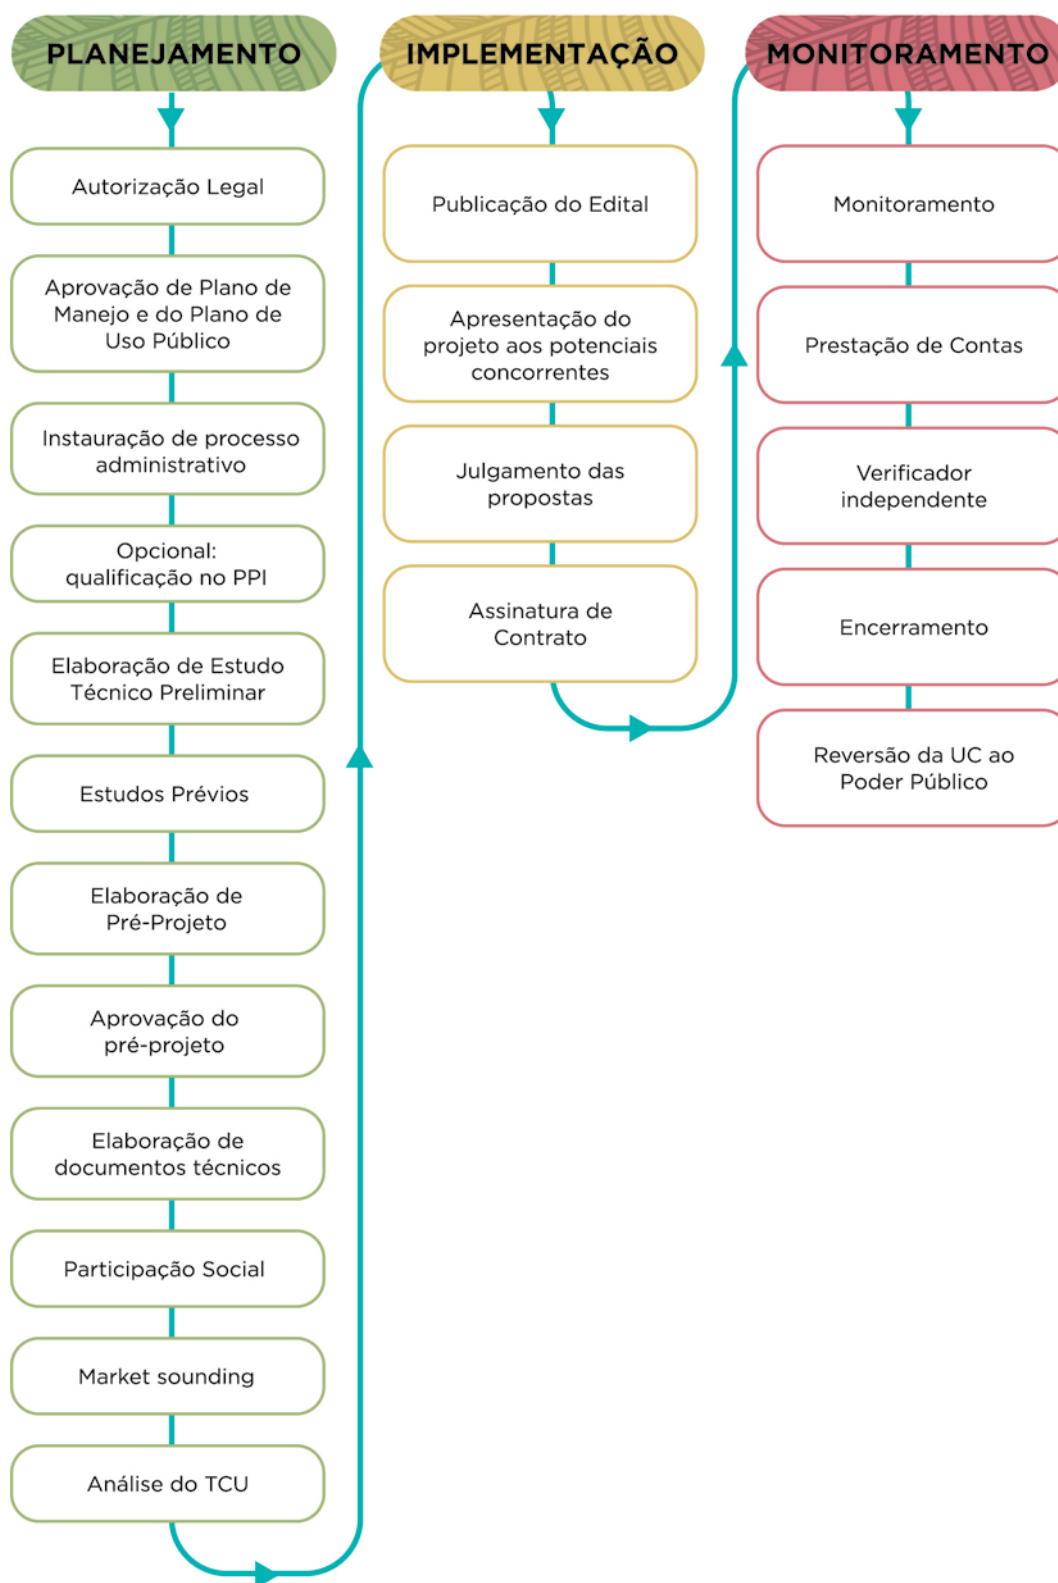 PLANEJAMENTO
Autorização Legal
Aprovação de Plano de
Manejo e do Plano de
Uso Público
Instauração de processo
administrativo
Opcional:
qualificação no PPI
Elaboração de Estudo
Técnico Preliminar
Estudos Prévios
Elaboração de
Pré-Projeto
Aprovação do
pré-projeto
Elaboração de
documentos técnicos
Participação Social
Market sounding
Análise do TCU
IMPLEMENTAÇÃO
Publicação do Edital
Apresentação do
projeto aos potenciais
concorrentes
Julgamento das
propostas
Assinatura de
Contrato
MONITORAMENTO
Monitoramento
Prestação de Contas
Verificador
independente
Encerramento
Reversão da UC ao
Poder Público